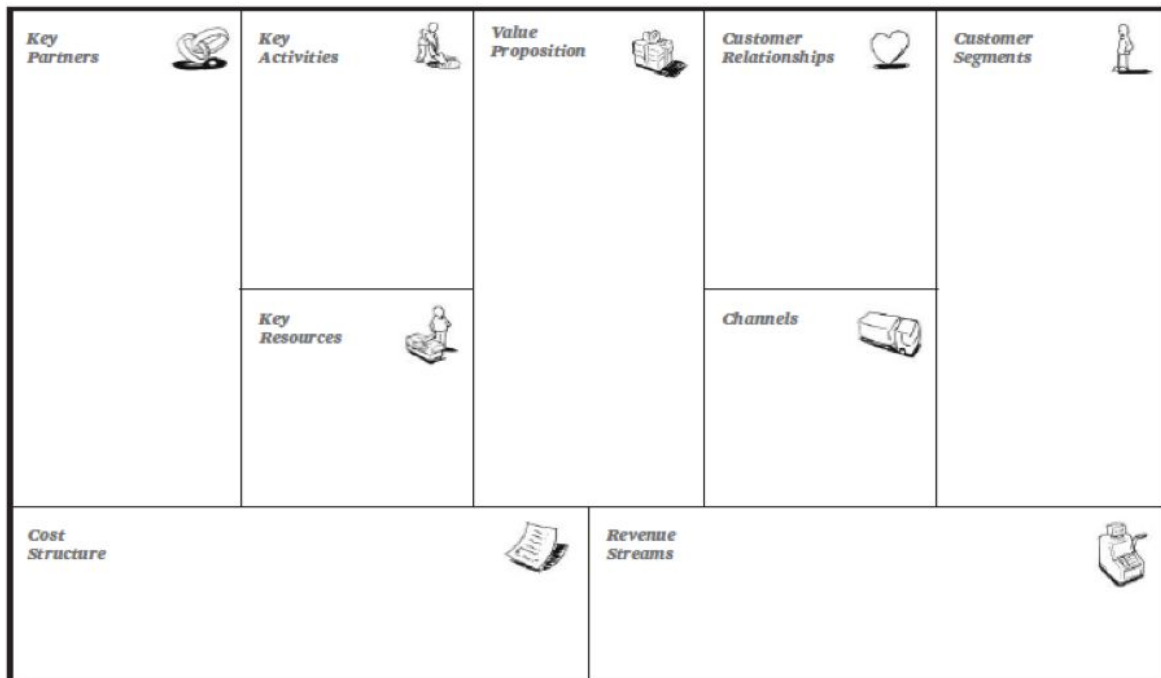 Key
Partners
Key
Activities
Value
Proposition
Customer
Relationships
Customer
Segments
Key
Resources
Channels
Cost
Structure
Revenue
Streams